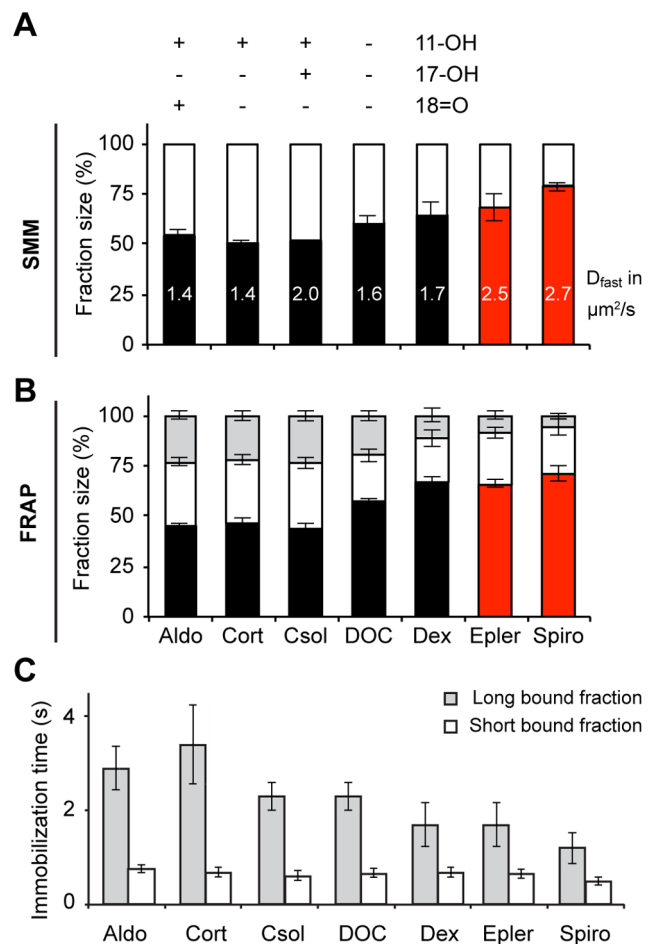 A
+ + + - 11-OH
- - + - 17-OH
+ - - - 18=O
SMM
Fraction size (%)
100
75
50
25
0
1.4 1.4 2.0 1.6 1.7 2.5 2.7
Dfast in
µm²/s
B
FRAP
Fraction size (%)
100
75
50
25
0
Aldo Cort Csol DOC Dex Epler Spiro
C
Immobilization time (s)
4
2
0
Long bound fraction
Short bound fraction
Aldo Cort Csol DOC Dex Epler Spiro